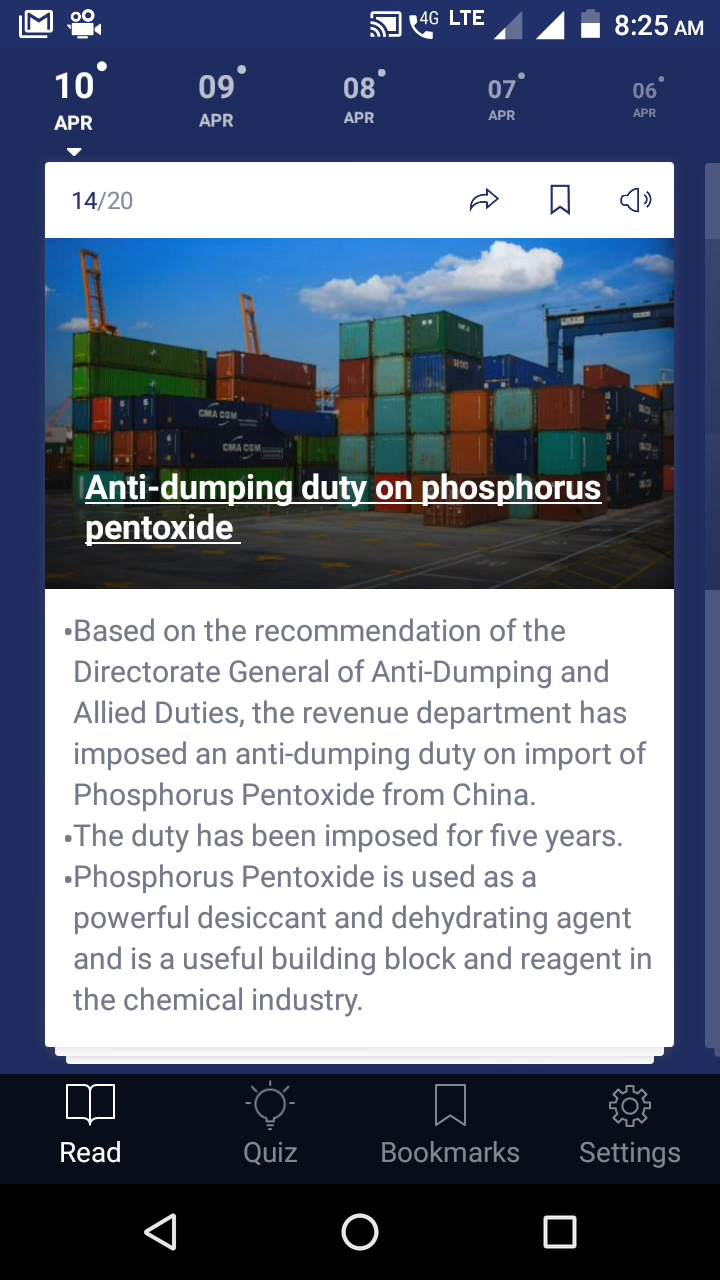 4G LTE 8:25 AM
10 09 08 07 06
APR APR APR APR APR
14/20
CMA CGM
CMA CGM
Anti-dumping duty on phosphorus
pentoxide
•Based on the recommendation of the
Directorate General of Anti-Dumping and
Allied Duties, the revenue department has
imposed an anti-dumping duty on import of
Phosphorus Pentoxide from China.
•The duty has been imposed for five years.
•Phosphorus Pentoxide is used as a
powerful desiccant and dehydrating agent
and is a useful building block and reagent in
the chemical industry.
Read Quiz Bookmarks Settings